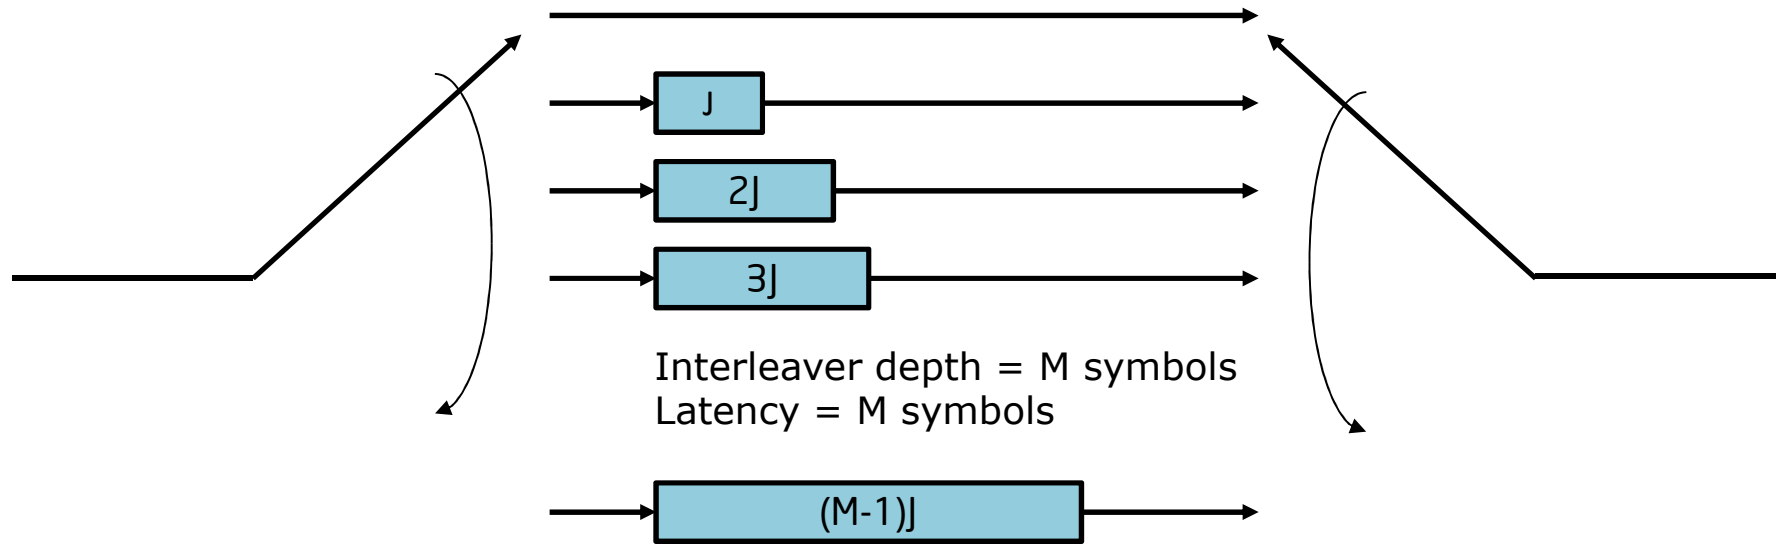 J
2J
3J
Interleaver depth = M symbols
Latency = M symbols
(M-1)J